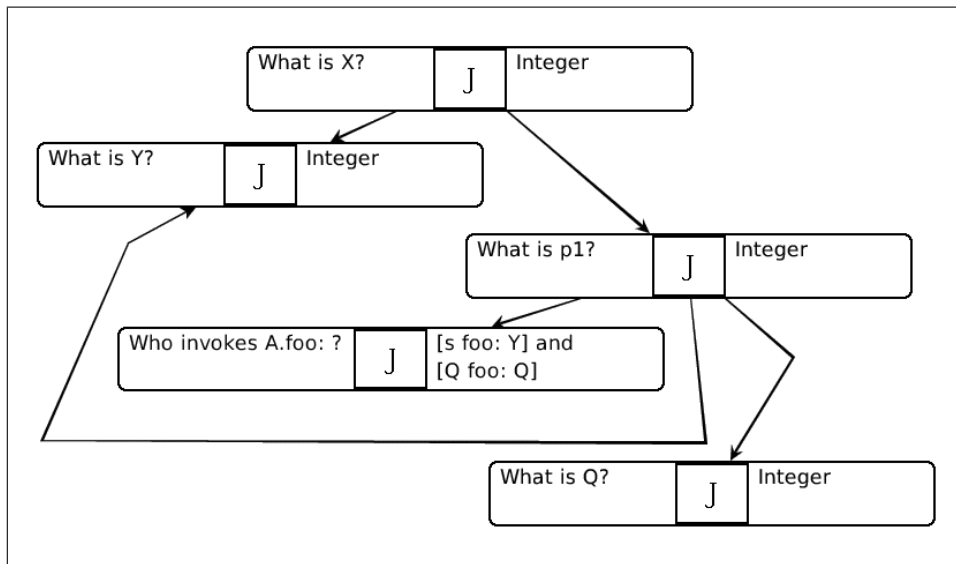 What is X? J Integer
What is Y? J Integer
What is p1? J Integer
Who invokes A.foo: ? J [s foo: Y] and
[Q foo: Q]
What is Q? J Integer